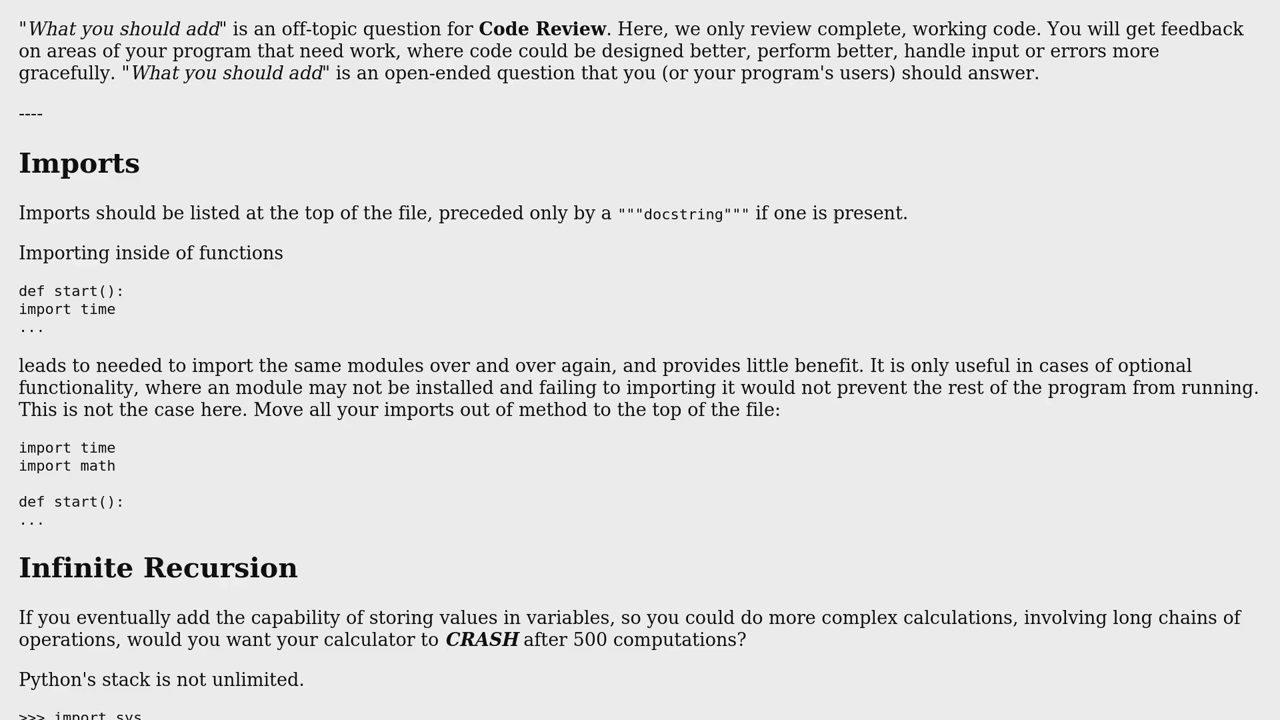 "What you should add" is an off-topic question for Code Review. Here, we only review complete, working code. You will get feedback
on areas of your program that need work, where code could be designed better, perform better, handle input or errors more
gracefully. "What you should add" is an open-ended question that you (or your program's users) should answer.
----
Imports
Imports should be listed at the top of the file, preceded only by a """docstring""" if one is present.
Importing inside of functions
def start():
import time
...
leads to needed to import the same modules over and over again, and provides little benefit. It is only useful in cases of optional
functionality, where an module may not be installed and failing to importing it would not prevent the rest of the program from running.
This is not the case here. Move all your imports out of method to the top of the file:
import time
import math
def start():
...
Infinite Recursion
If you eventually add the capability of storing values in variables, so you could do more complex calculations, involving long chains of
operations, would you want your calculator to CRASH after 500 computations?
Python's stack is not unlimited.
>>> import sys